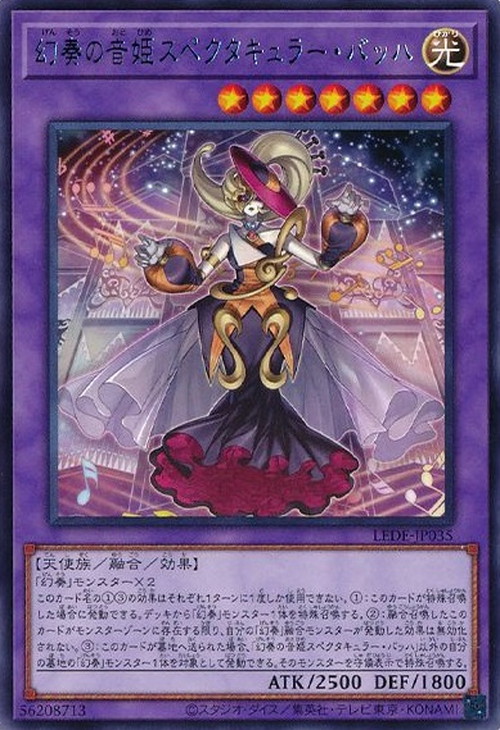 幻奏の音姫スペクタキュラー・バッハ
光
LEDE-JP035
【天使族／融合／効果】
「幻奏」モンスター×2
このカード名の①③の効果はそれぞれ1ターンに1度しか使用できない。①：このカードが特殊召喚
した場合に発動できる。デッキから「幻奏」モンスター1体を特殊召喚する。②：融合召喚したこの
カードがモンスターゾーンに存在する限り、自分の「幻奏」融合モンスターが発動した効果は無効化
されない。③：このカードが墓地へ送られた場合、「幻奏の音姫スペクタキュラー・バッハ」以外の自分
の墓地の「幻奏」モンスター1体を対象として発動できる。そのモンスターを守備表示で特殊召喚する。
ATK/2500 DEF/1800
56208713 ©スタジオ・ダイス／集英社・テレビ東京・KONAMI